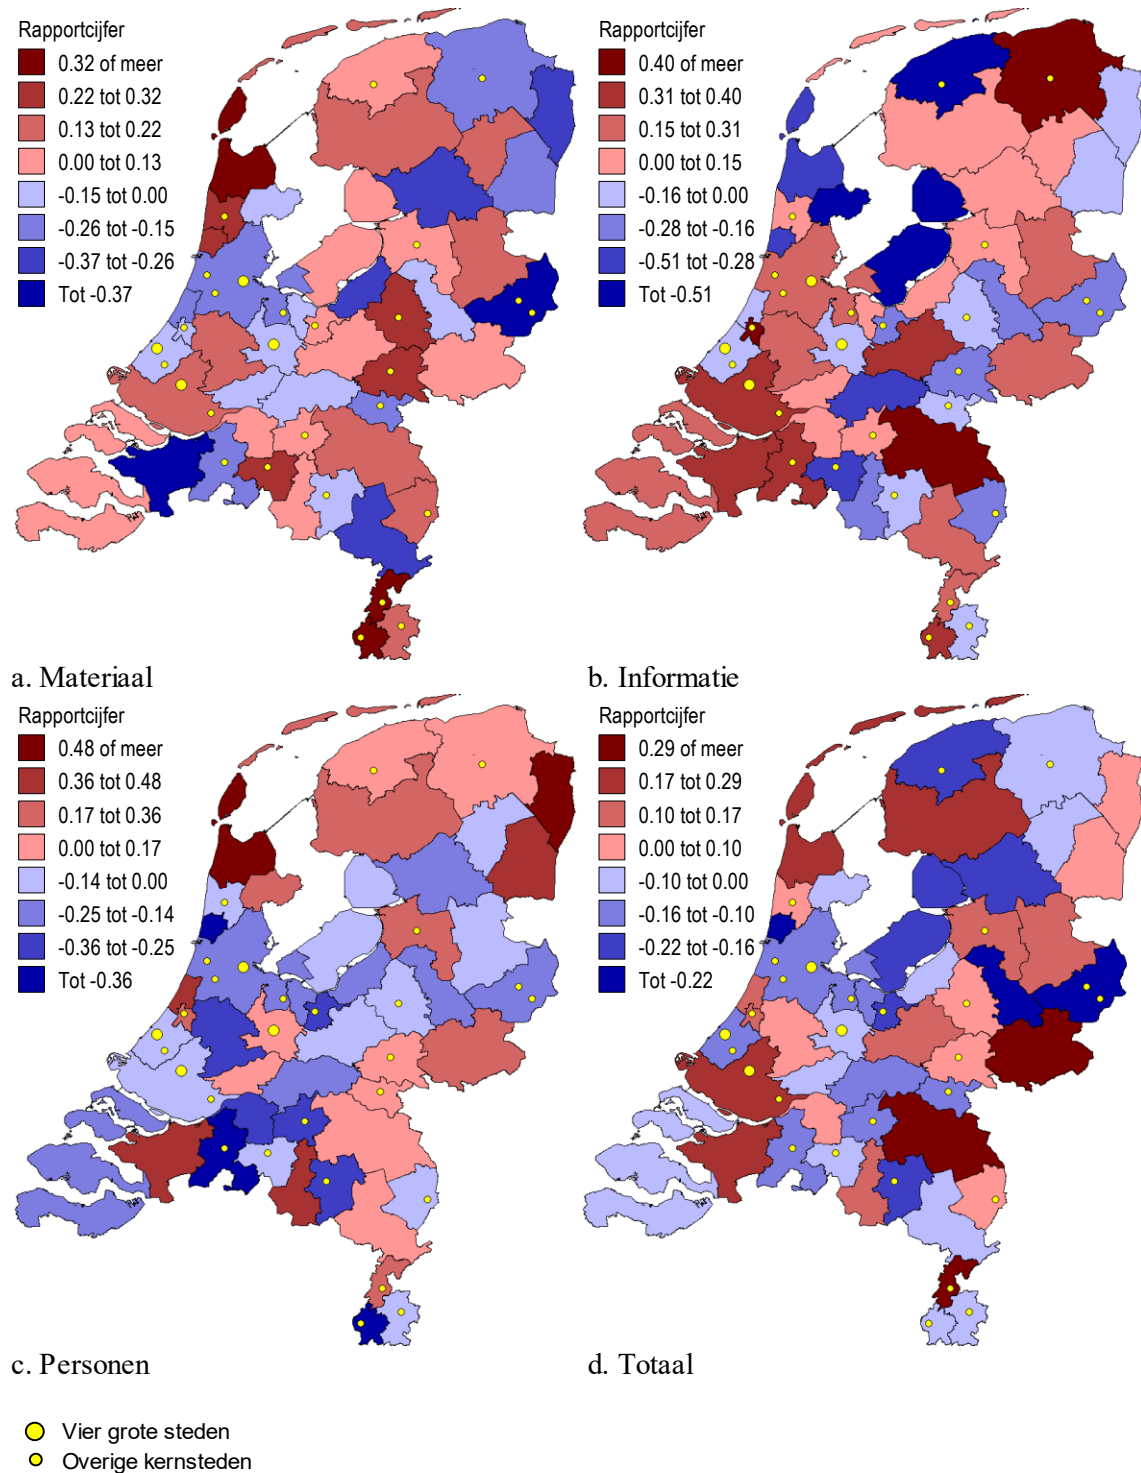 Rapportcijfer
0.32 of meer
0.22 tot 0.32
0.13 tot 0.22
0.00 tot 0.13
-0.15 tot 0.00
-0.26 tot -0.15
-0.37 tot -0.26
Tot -0.37
a. Materiaal
Rapportcijfer
0.40 of meer
0.31 tot 0.40
0.15 tot 0.31
0.00 tot 0.15
-0.16 tot 0.00
-0.28 tot -0.16
-0.51 tot -0.28
Tot -0.51
b. Informatie
Rapportcijfer
0.48 of meer
0.36 tot 0.48
0.17 tot 0.36
0.00 tot 0.17
-0.14 tot 0.00
-0.25 tot -0.14
-0.36 tot -0.25
Tot -0.36
c. Personen
Rapportcijfer
0.29 of meer
0.17 tot 0.29
0.10 tot 0.17
0.00 tot 0.10
-0.10 tot 0.00
-0.16 tot -0.10
-0.22 tot -0.16
Tot -0.22
d. Totaal
Vier grote steden
Overige kernsteden